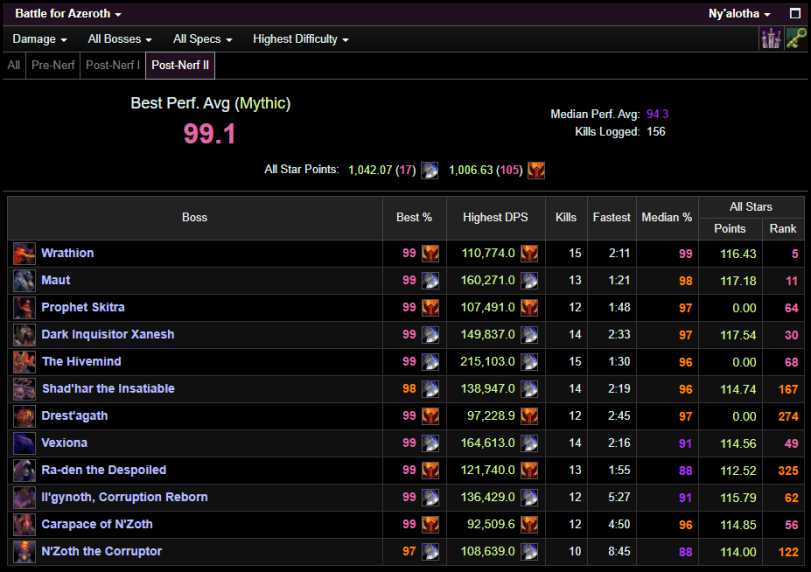 Battle for Azeroth Ny'alotha
Damage All Bosses All Specs Highest Difficulty
All Pre-Nerf Post-Nerf I Post-Nerf II
Best Perf. Avg (Mythic)
99.1
Median Perf. Avg: 94.3
Kills Logged: 156
All Star Points: 1,042.07 (17) 1,006.63 (105)
Boss Best % Highest DPS Kills Fastest Median % All Stars
Points Rank
Wrathion 99 110,774.0 15 2:11 99 116.43 5
Maut 99 160,271.0 13 1:21 98 117.18 11
Prophet Skitra 99 107,491.0 12 1:48 97 0.00 64
Dark Inquisitor Xanesh 99 149,837.0 14 2:33 97 117.54 30
The Hivemind 99 215,103.0 15 1:30 96 0.00 68
Shad'har the Insatiable 98 138,947.0 14 2:19 96 114.74 167
Drest'agath 99 97,228.9 12 2:45 97 0.00 274
Vexiona 99 164,613.0 14 2:16 91 114.56 49
Ra-den the Despoiled 99 121,740.0 13 1:55 88 112.52 325
Il'gynoth, Corruption Reborn 99 136,429.0 12 5:27 91 115.79 62
Carapace of N'Zoth 99 92,509.6 12 4:50 96 114.85 56
N'Zoth the Corruptor 97 108,639.0 10 8:45 88 114.00 122